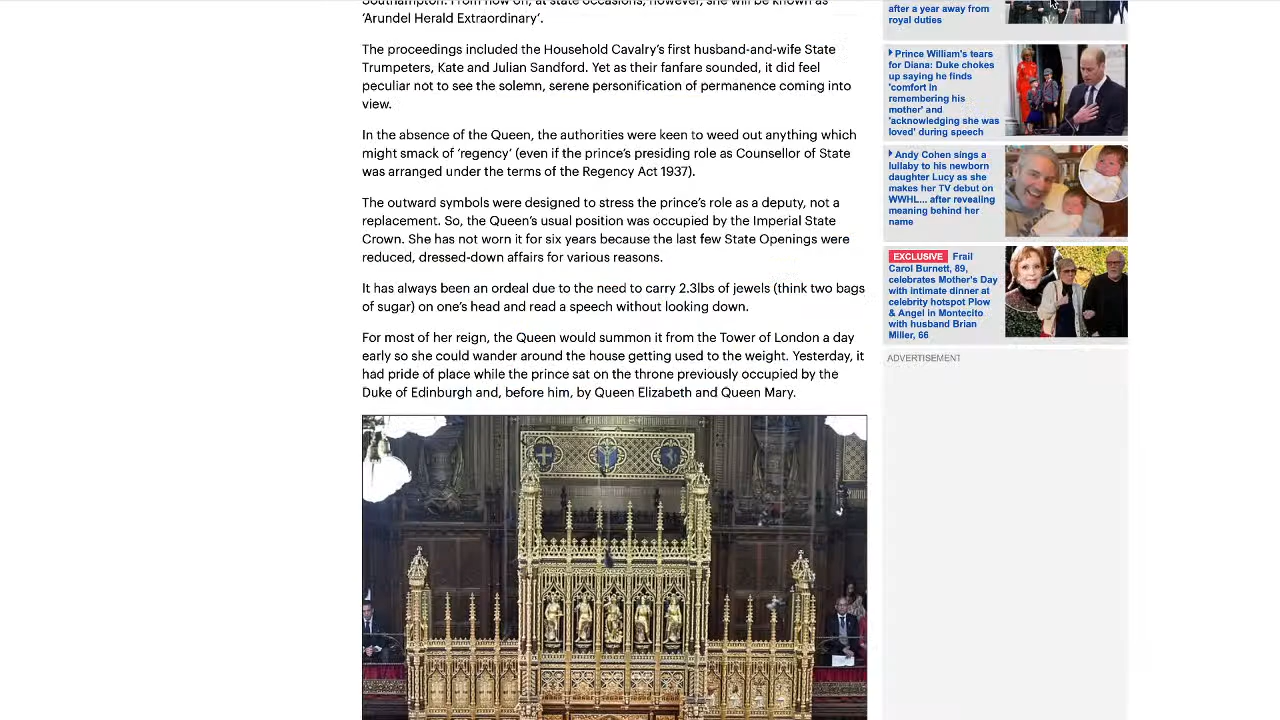 Southampton. From now on, at state occasions, however, she will be known as
‘Arundel Herald Extraordinary’.
The proceedings included the Household Cavalry’s first husband-and-wife State
Trumpeters, Kate and Julian Sandford. Yet as their fanfare sounded, it did feel
peculiar not to see the solemn, serene personification of permanence coming into
view.
In the absence of the Queen, the authorities were keen to weed out anything which
might smack of ‘regency’ (even if the prince’s presiding role as Counsellor of State
was arranged under the terms of the Regency Act 1937).
The outward symbols were designed to stress the prince’s role as a deputy, not a
replacement. So, the Queen’s usual position was occupied by the Imperial State
Crown. She has not worn it for six years because the last few State Openings were
reduced, dressed-down affairs for various reasons.
It has always been an ordeal due to the need to carry 2.3lbs of jewels (think two bags
of sugar) on one’s head and read a speech without looking down.
For most of her reign, the Queen would summon it from the Tower of London a day
early so she could wander around the house getting used to the weight. Yesterday, it
had pride of place while the prince sat on the throne previously occupied by the
Duke of Edinburgh and, before him, by Queen Elizabeth and Queen Mary.
after a year away from
royal duties
Prince William's tears
for Diana: Duke chokes
up saying he finds
'comfort in
remembering his
mother' and
'acknowledging she was
loved' during speech
Andy Cohen sings a
lullaby to his newborn
daughter Lucy as she
makes her TV debut on
WWHL... after revealing
meaning behind her
name
EXCLUSIVE Frail
Carol Burnett, 89,
celebrates Mother's Day
with intimate dinner at
celebrity hotspot Plow
& Angel in Montecito
with husband Brian
Miller, 66
ADVERTISEMENT